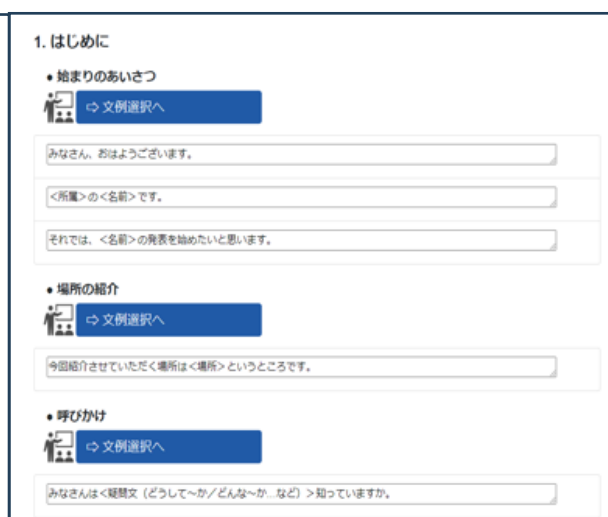 1. はじめに
• 始まりのあいさつ
⇨ 文例選択へ
みなさん、おはようございます。
<所属>の<名前>です。
それでは、<名前>の発表を始めたいと思います。
• 場所の紹介
⇨ 文例選択へ
今回紹介させていただく場所は<場所>というところです。
• 呼びかけ
⇨ 文例選択へ
みなさんは<疑問文（どうして～か／どんな～か...など）>知っていますか。